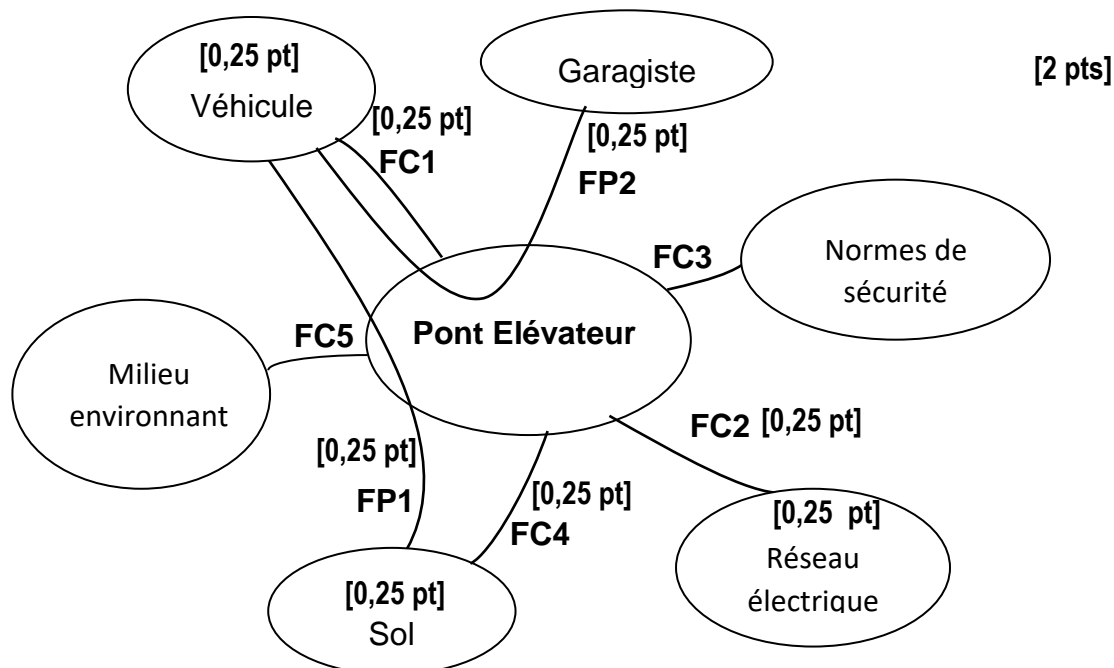 [0,25 pt]
Véhicule
Garagiste
[2 pts]
[0,25 pt]
FC1
[0,25 pt]
FP2
FC3
Normes de
sécurité
Pont Elévateur
FC5
Milieu
environnant
FC2 [0,25 pt]
[0,25 pt]
FP1
[0,25 pt]
FC4
[0,25 pt]
Réseau
électrique
[0,25 pt]
Sol